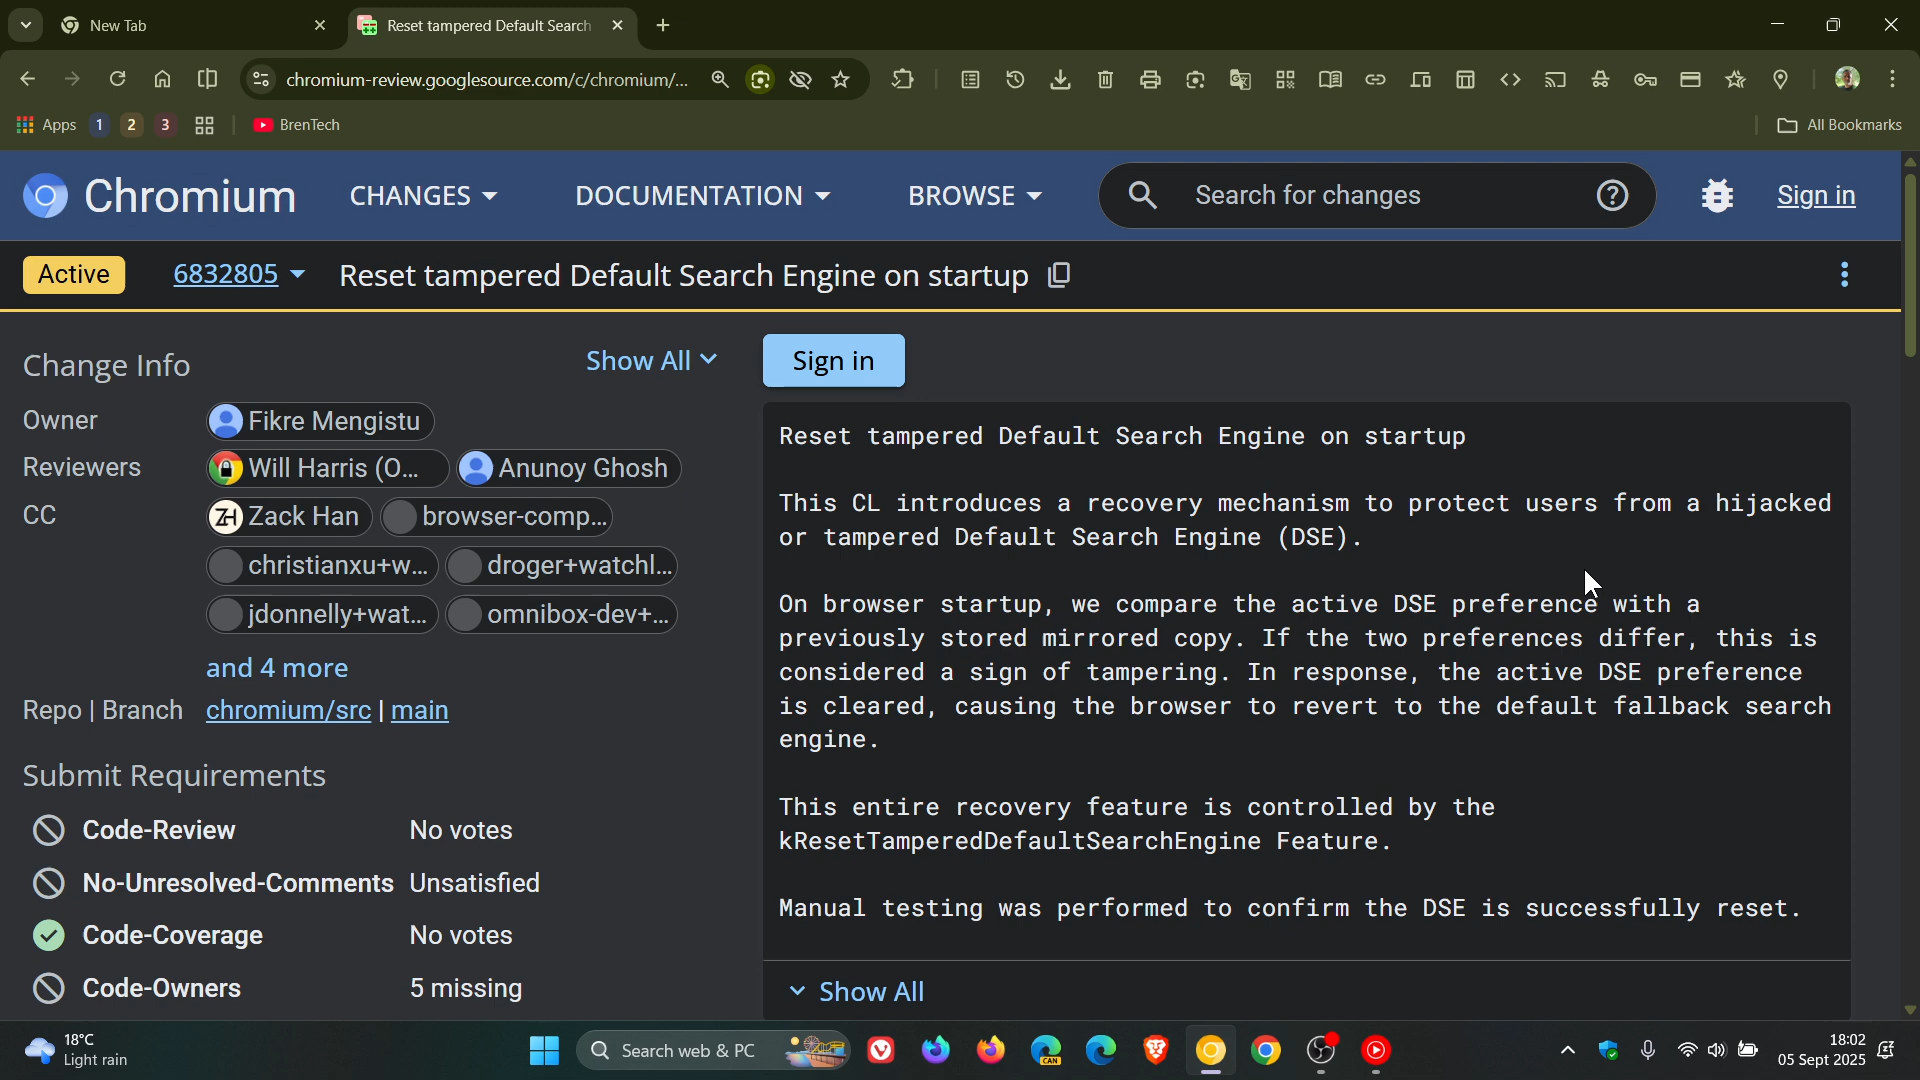 New Tab
Reset tampered Default Search
chromium-review.googlesource.com/c/chromium/...
Apps
1
2
3
BrenTech
All Bookmarks
Chromium
CHANGES
DOCUMENTATION
BROWSE
Search for changes
Sign in
Active
6832805
Reset tampered Default Search Engine on startup
Change Info
Show All
Owner
Fikre Mengistu
Reviewers
Will Harris (O...
Anunoy Ghosh
CC
ZH Zack Han
browser-comp...
christianxu+w...
droger+watchl...
jdonnelly+wat...
omnibox-dev+...
and 4 more
Repo | Branch
chromium/src | main
Submit Requirements
Code-Review No votes
No-Unresolved-Comments Unsatisfied
Code-Coverage No votes
Code-Owners 5 missing
Sign in
Reset tampered Default Search Engine on startup
This CL introduces a recovery mechanism to protect users from a hijacked
or tampered Default Search Engine (DSE).
On browser startup, we compare the active DSE preference with a
previously stored mirrored copy. If the two preferences differ, this is
considered a sign of tampering. In response, the active DSE preference
is cleared, causing the browser to revert to the default fallback search
engine.
This entire recovery feature is controlled by the
kResetTamperedDefaultSearchEngine Feature.
Manual testing was performed to confirm the DSE is successfully reset.
Show All
18°C
Light rain
Search web & PC
CAN
18:02
05 Sept 2025